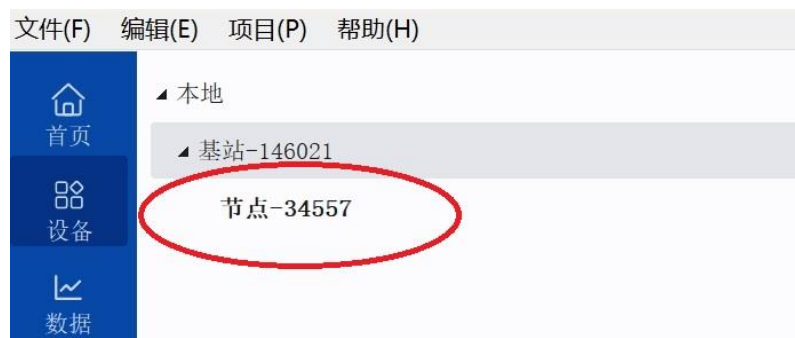 文件(F) 编辑(E) 项目(P) 帮助(H)
首页
设备
数据
本地
基站-146021
节点-34557